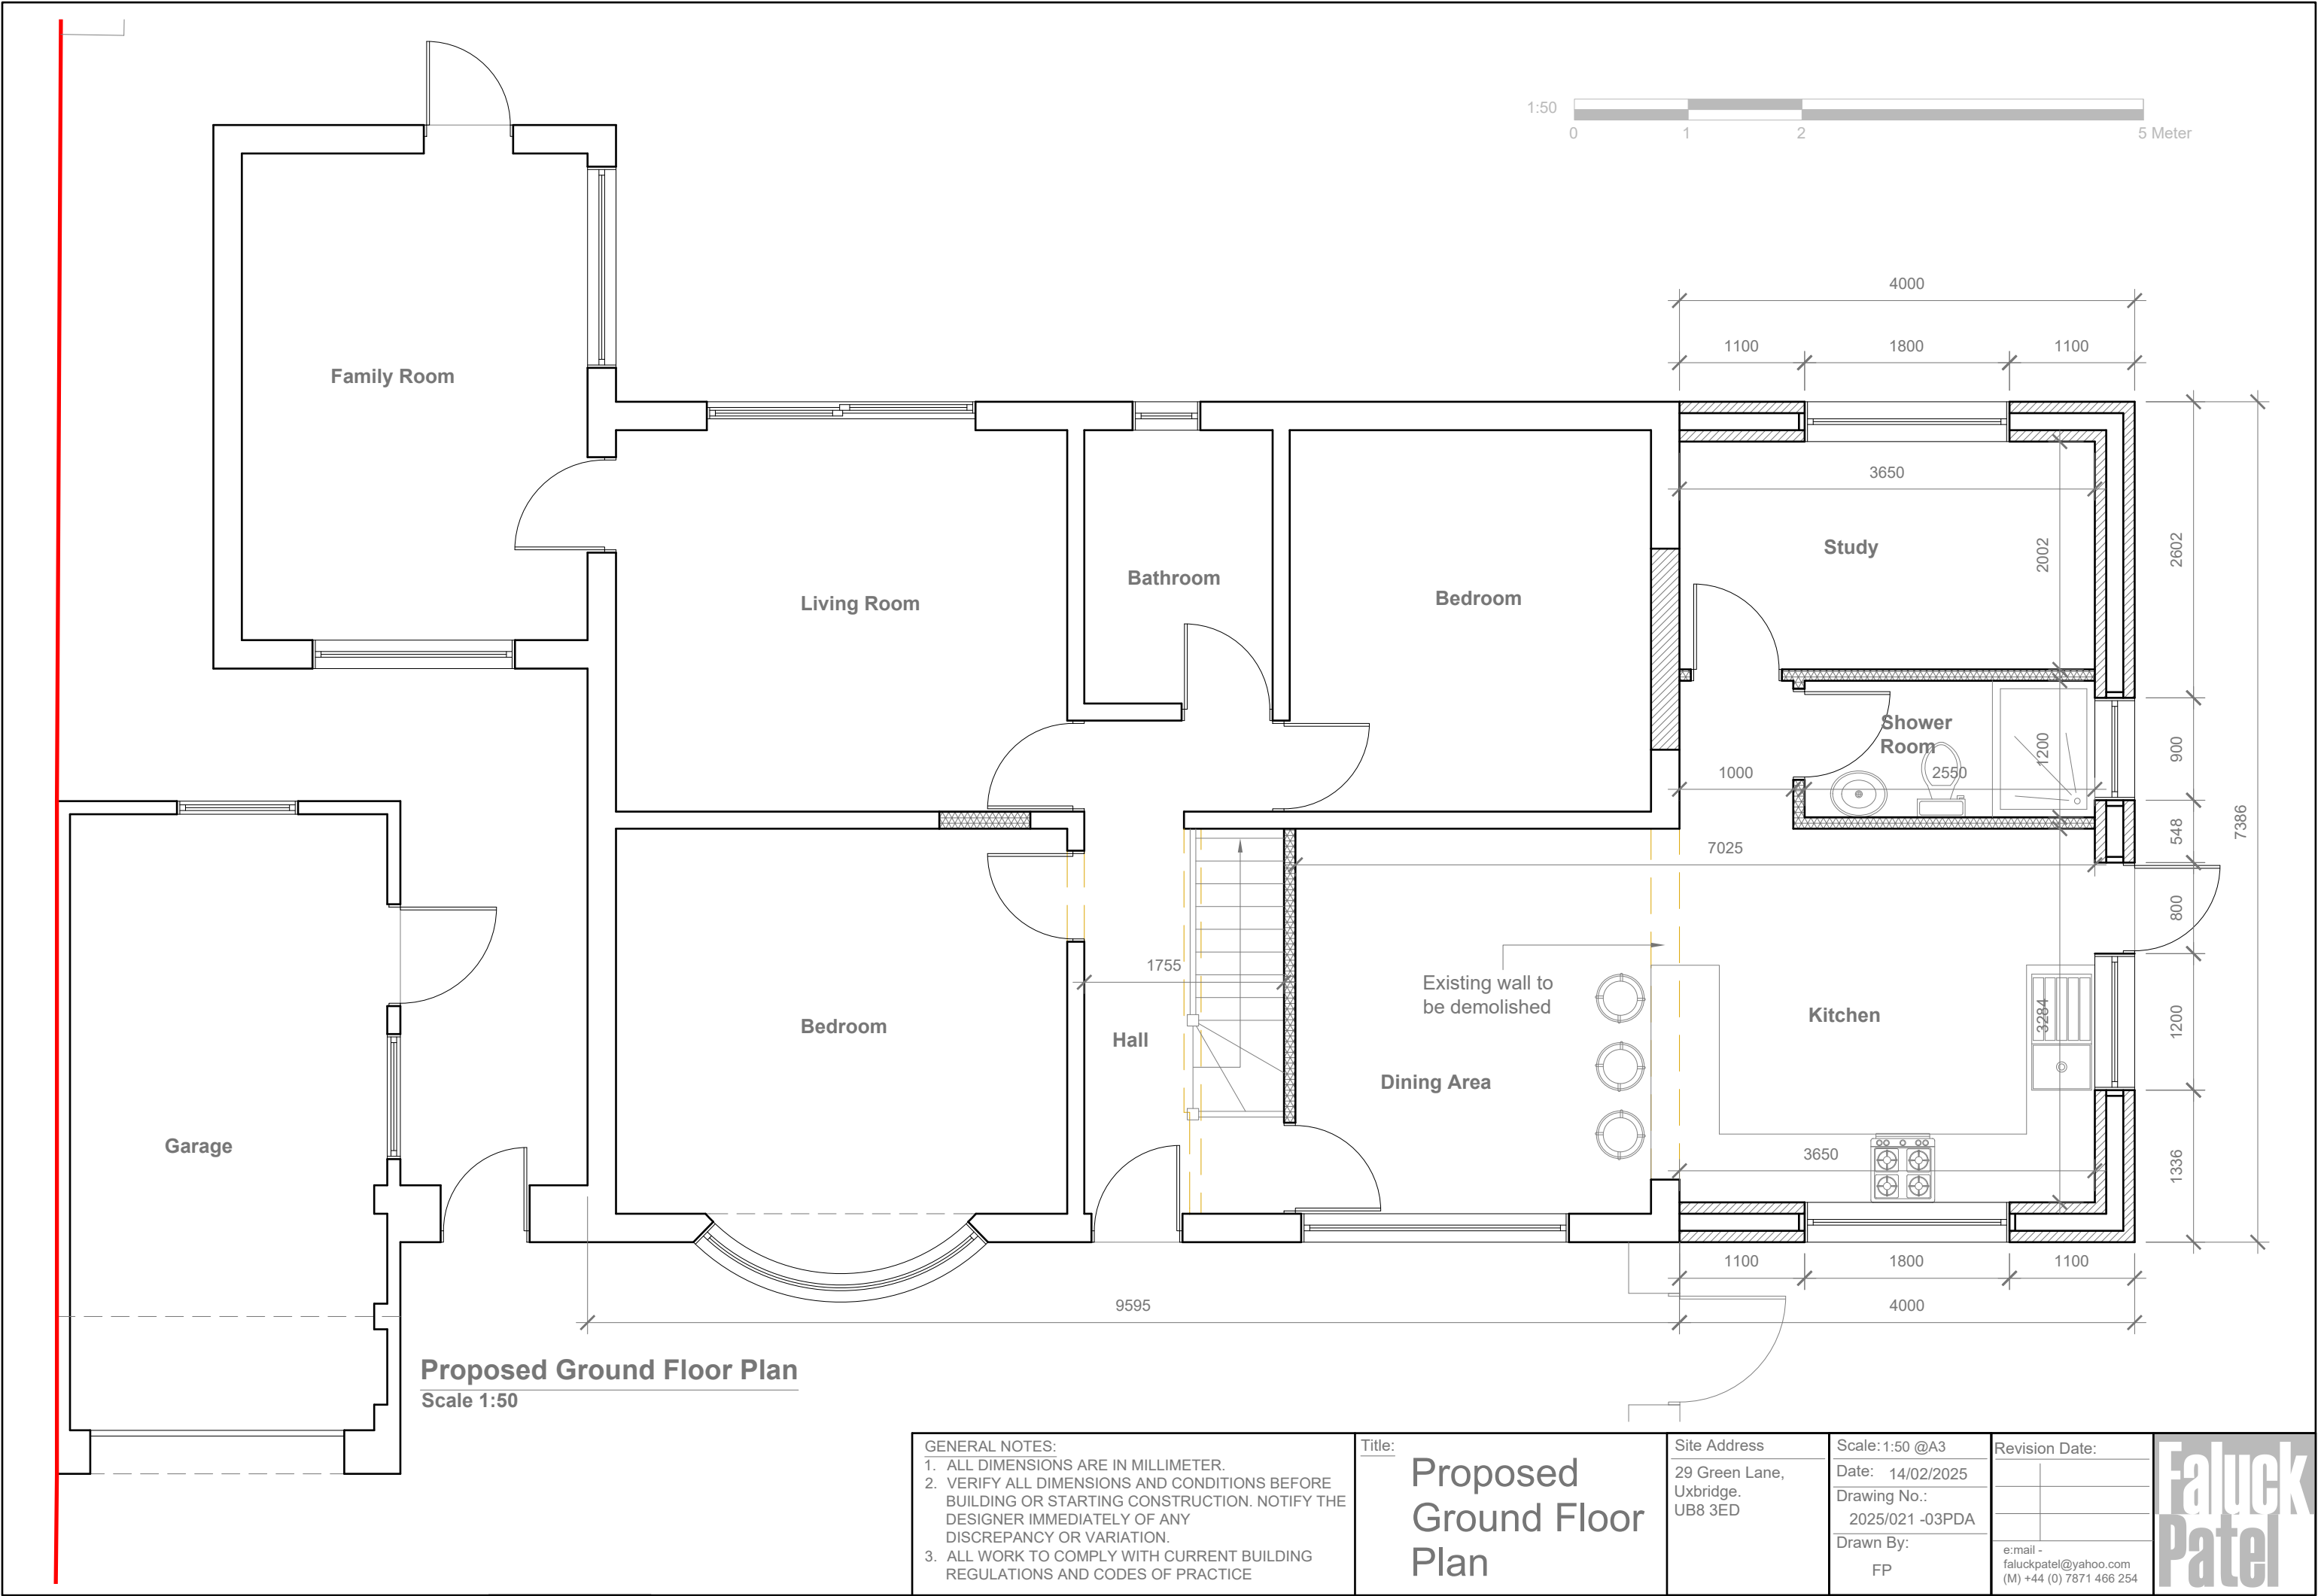 1:50
0 1 2 5 Meter
4000
1100 1800 1100
Family Room
3650
Study
2002
2602
Living Room
Bathroom
Bedroom
Shower
Room
1200
900
1000
2550
548
7386
7025
800
1755
Existing wall to
be demolished
Bedroom
Hall
Dining Area
Kitchen
3284
1200
Garage
3650
1336
1100 1800 1100
9595
4000
Proposed Ground Floor Plan
Scale 1:50
GENERAL NOTES:
1. ALL DIMENSIONS ARE IN MILLIMETER.
2. VERIFY ALL DIMENSIONS AND CONDITIONS BEFORE
BUILDING OR STARTING CONSTRUCTION. NOTIFY THE
DESIGNER IMMEDIATELY OF ANY
DISCREPANCY OR VARIATION.
3. ALL WORK TO COMPLY WITH CURRENT BUILDING
REGULATIONS AND CODES OF PRACTICE
Title:
Proposed
Ground Floor
Plan
Site Address
29 Green Lane,
Uxbridge.
UB8 3ED
Scale: 1:50 @A3
Date: 14/02/2025
Drawing No.:
2025/021 -03PDA
Drawn By:
FP
Revision Date:
e:mail -
faluckpatel@yahoo.com
(M) +44 (0) 7871 466 254
Faluck
Patel